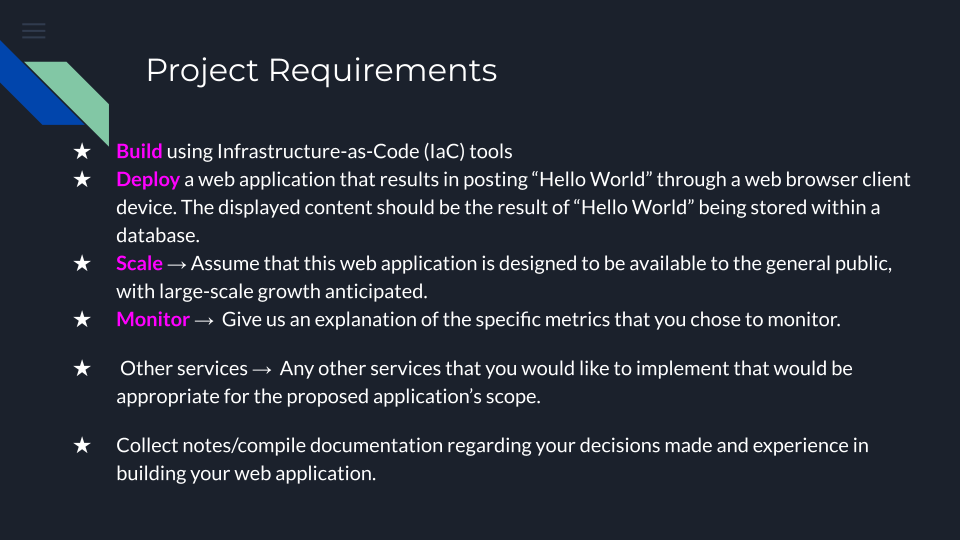 Project Requirements
★ Build using Infrastructure-as-Code (IaC) tools
★ Deploy a web application that results in posting “Hello World” through a web browser client
device. The displayed content should be the result of “Hello World” being stored within a
database.
★ Scale → Assume that this web application is designed to be available to the general public,
with large-scale growth anticipated.
★ Monitor → Give us an explanation of the specific metrics that you chose to monitor.
★ Other services → Any other services that you would like to implement that would be
appropriate for the proposed application’s scope.
★ Collect notes/compile documentation regarding your decisions made and experience in
building your web application.